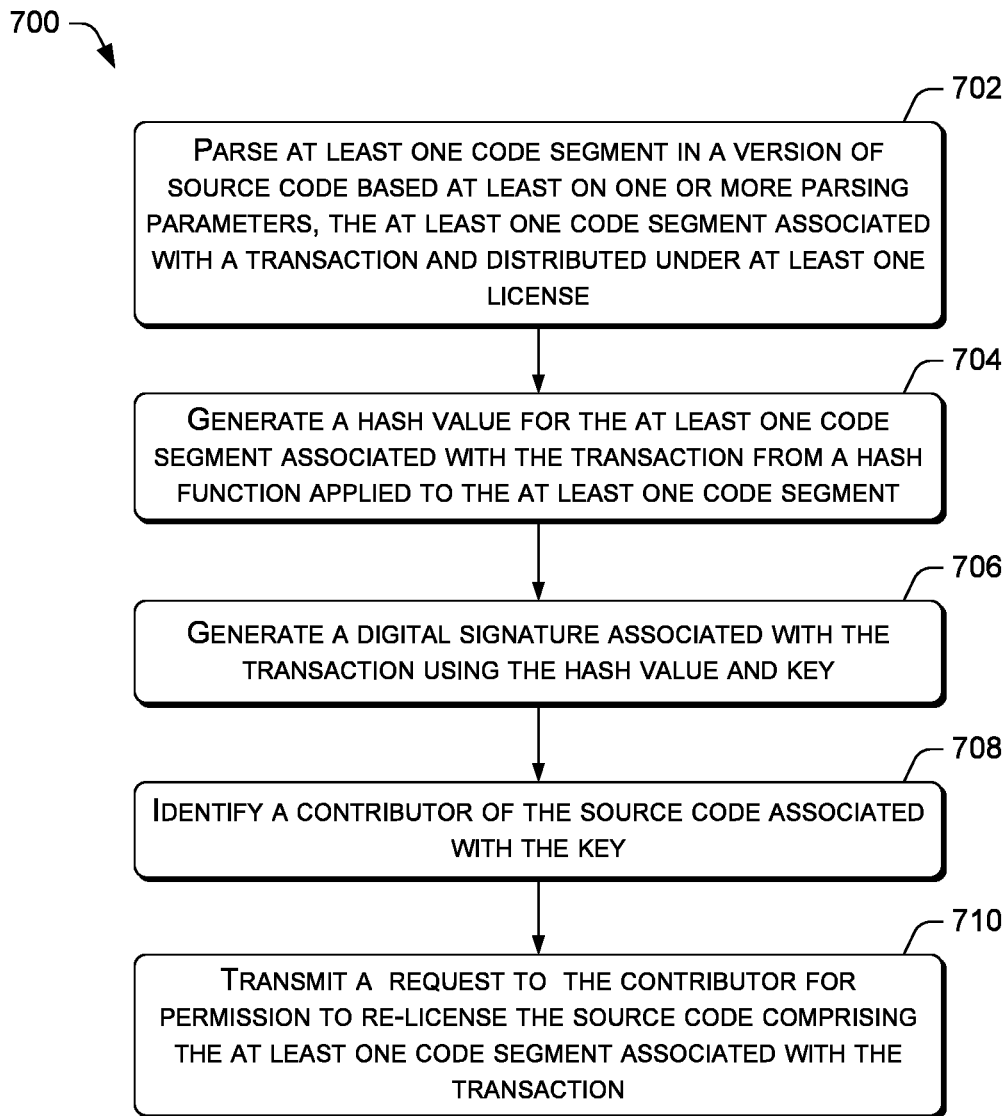 700
702
PARSE AT LEAST ONE CODE SEGMENT IN A VERSION OF
SOURCE CODE BASED AT LEAST ON ONE OR MORE PARSING
PARAMETERS, THE AT LEAST ONE CODE SEGMENT ASSOCIATED
WITH A TRANSACTION AND DISTRIBUTED UNDER AT LEAST ONE
LICENSE
704
GENERATE A HASH VALUE FOR THE AT LEAST ONE CODE
SEGMENT ASSOCIATED WITH THE TRANSACTION FROM A HASH
FUNCTION APPLIED TO THE AT LEAST ONE CODE SEGMENT.
706
GENERATE A DIGITAL SIGNATURE ASSOCIATED WITH THE
TRANSACTION USING THE HASH VALUE AND KEY
708
IDENTIFY A CONTRIBUTOR OF THE SOURCE CODE ASSOCIATED
WITH THE KEY
710
TRANSMIT A REQUEST TO THE CONTRIBUTOR FOR
PERMISSION TO RE-LICENSE THE SOURCE CODE COMPRISING
THE AT LEAST ONE CODE SEGMENT ASSOCIATED WITH THE
TRANSACTION